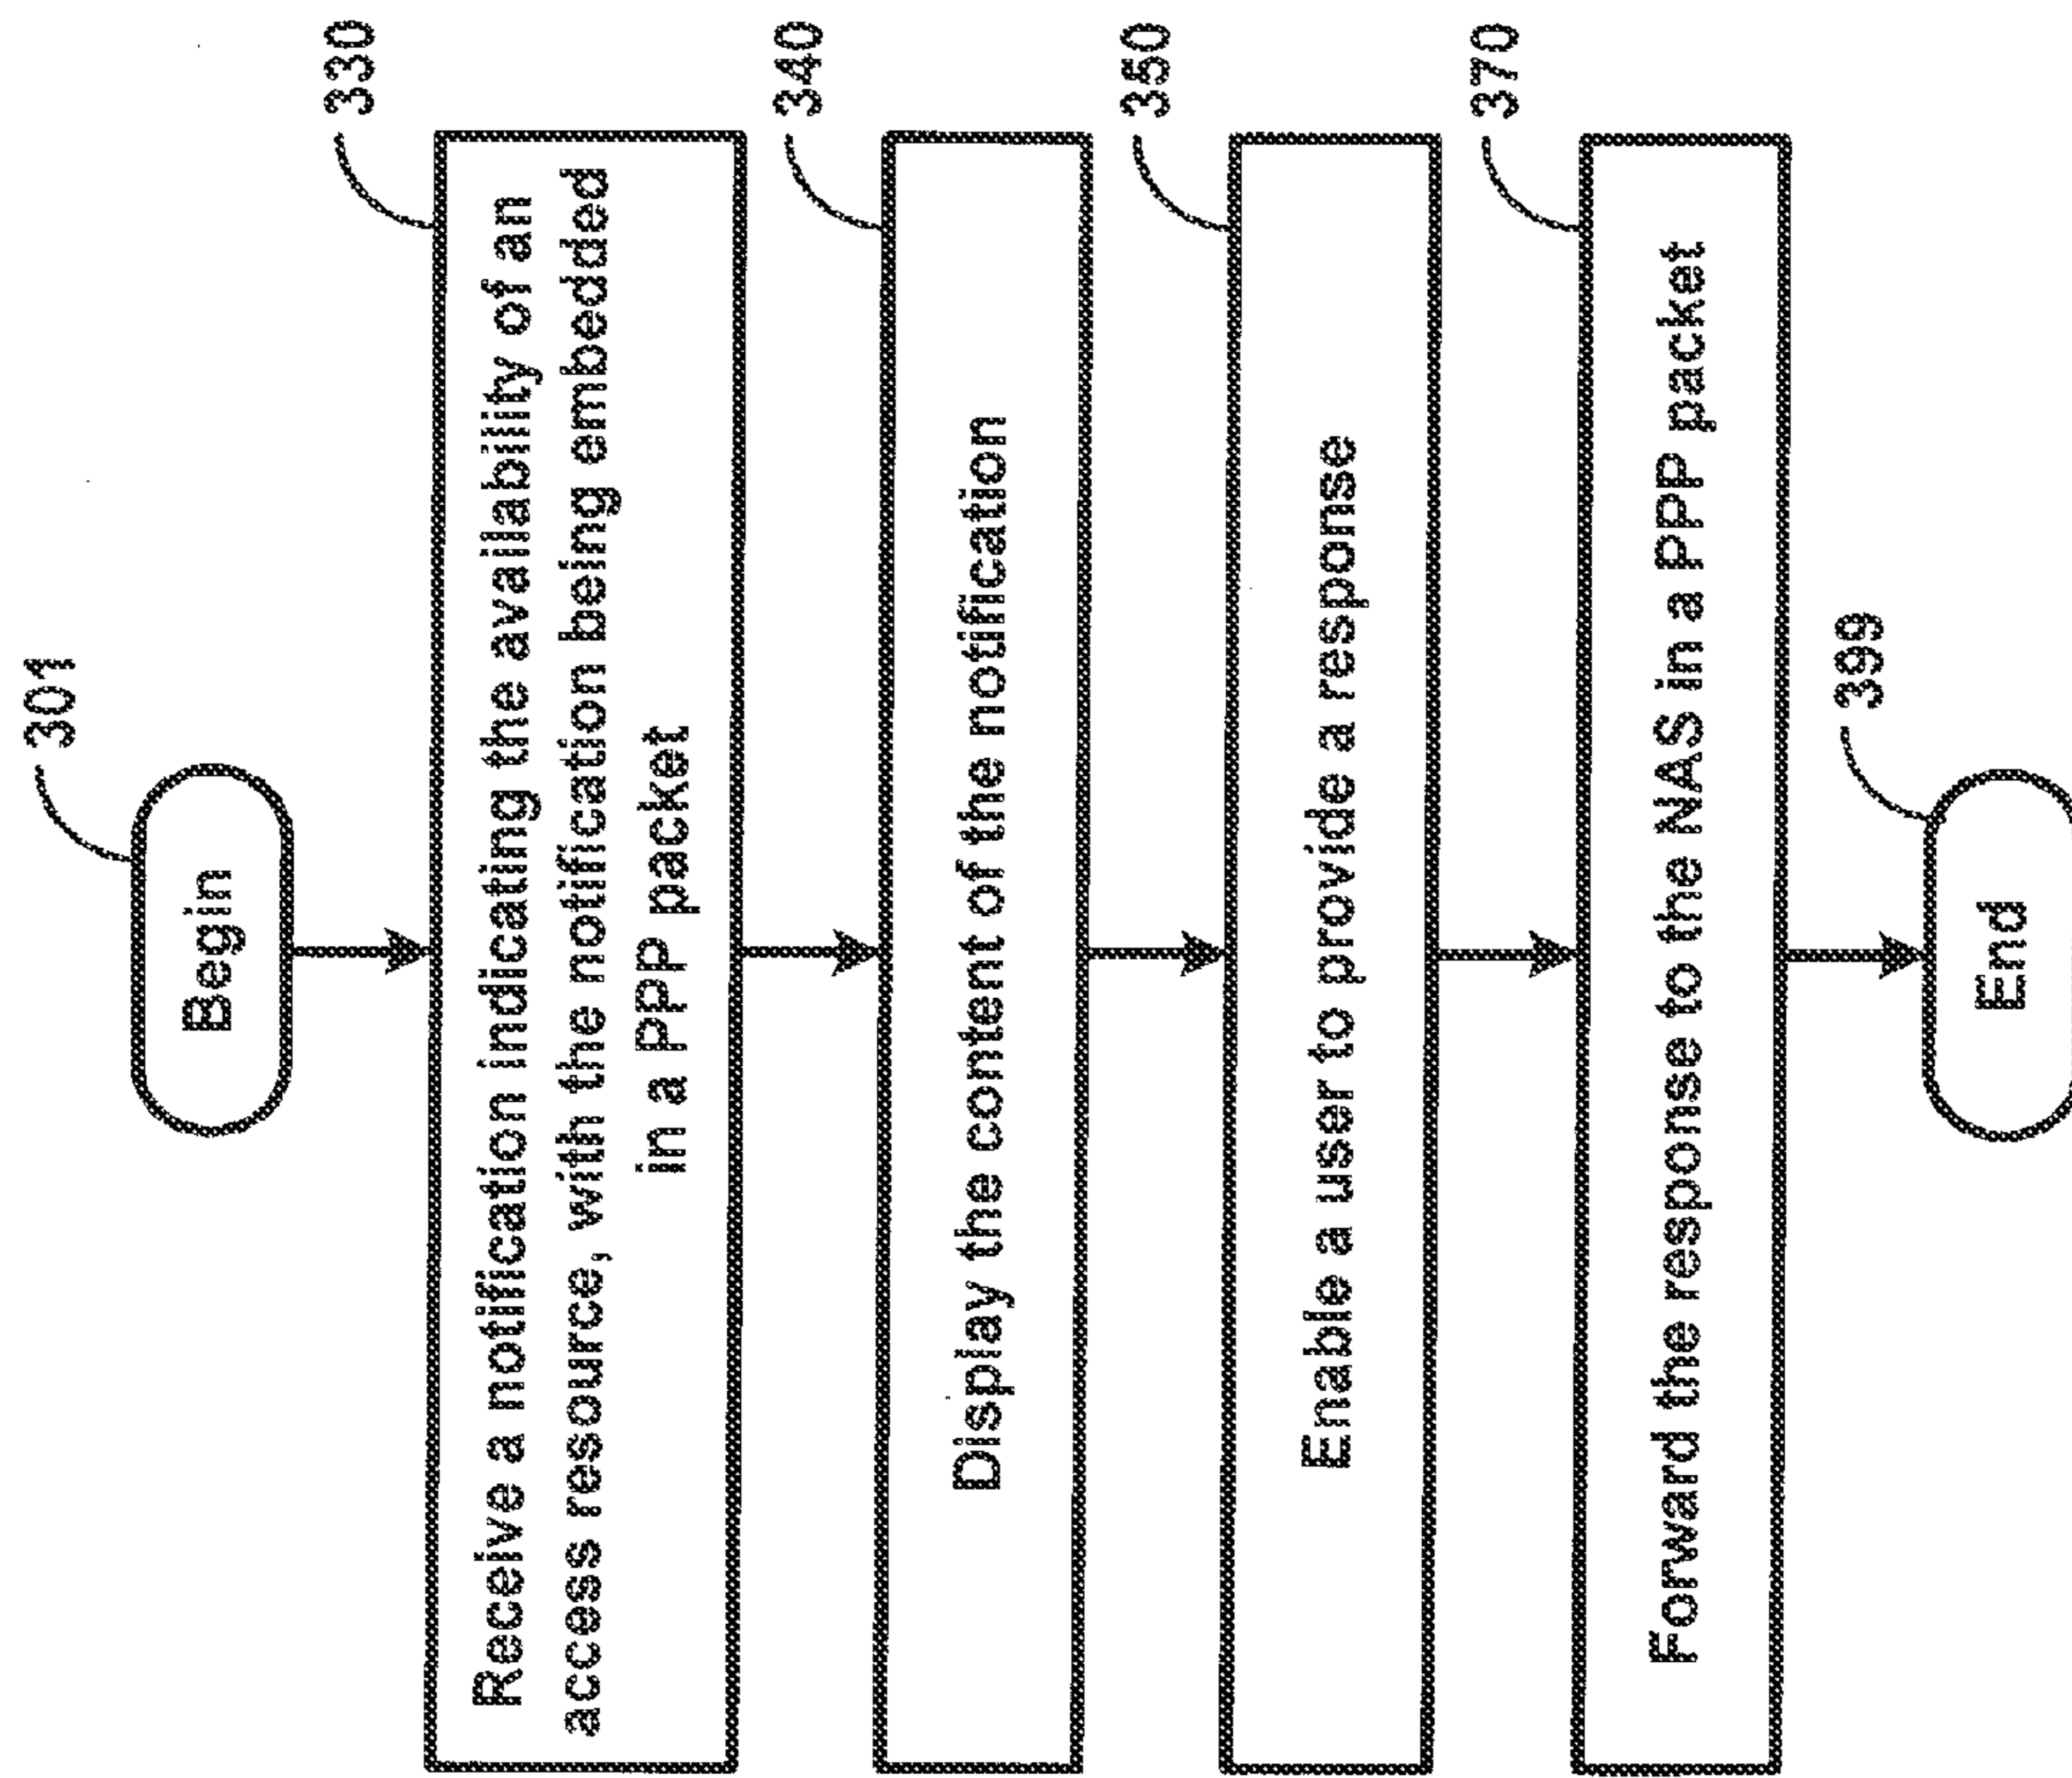 301
Begin
330
Receive a notification indicating the availability of an
access resource, with the notification being embedded
in a PPP packet
340
Display the content of the notification
350
Enable a user to provide a response
370
Forward the response to the NAS in a PPP packet
399
End